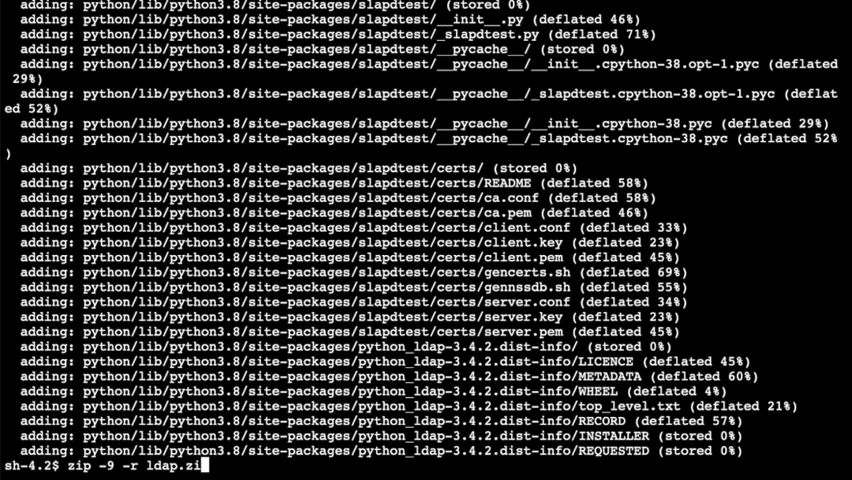 adding: python/lib/python3.8/site-packages/slapdtest/ (stored 0%)
adding: python/lib/python3.8/site-packages/slapdtest/__init__.py (deflated 46%)
adding: python/lib/python3.8/site-packages/slapdtest/_slapdtest.py (deflated 71%)
adding: python/lib/python3.8/site-packages/slapdtest/__pycache__/ (stored 0%)
adding: python/lib/python3.8/site-packages/slapdtest/__pycache__/__init__.cpython-38.opt-1.pyc (deflated
29%)
adding: python/lib/python3.8/site-packages/slapdtest/__pycache__/_slapdtest.cpython-38.opt-1.pyc (deflat
ed 52%)
adding: python/lib/python3.8/site-packages/slapdtest/__pycache__/__init__.cpython-38.pyc (deflated 29%)
adding: python/lib/python3.8/site-packages/slapdtest/__pycache__/_slapdtest.cpython-38.pyc (deflated 52%
)
adding: python/lib/python3.8/site-packages/slapdtest/certs/ (stored 0%)
adding: python/lib/python3.8/site-packages/slapdtest/certs/README (deflated 58%)
adding: python/lib/python3.8/site-packages/slapdtest/certs/ca.conf (deflated 58%)
adding: python/lib/python3.8/site-packages/slapdtest/certs/ca.pem (deflated 46%)
adding: python/lib/python3.8/site-packages/slapdtest/certs/client.conf (deflated 33%)
adding: python/lib/python3.8/site-packages/slapdtest/certs/client.key (deflated 23%)
adding: python/lib/python3.8/site-packages/slapdtest/certs/client.pem (deflated 45%)
adding: python/lib/python3.8/site-packages/slapdtest/certs/gencerts.sh (deflated 69%)
adding: python/lib/python3.8/site-packages/slapdtest/certs/gennssdb.sh (deflated 55%)
adding: python/lib/python3.8/site-packages/slapdtest/certs/server.conf (deflated 34%)
adding: python/lib/python3.8/site-packages/slapdtest/certs/server.key (deflated 23%)
adding: python/lib/python3.8/site-packages/slapdtest/certs/server.pem (deflated 45%)
adding: python/lib/python3.8/site-packages/python_ldap-3.4.2.dist-info/ (stored 0%)
adding: python/lib/python3.8/site-packages/python_ldap-3.4.2.dist-info/LICENCE (deflated 45%)
adding: python/lib/python3.8/site-packages/python_ldap-3.4.2.dist-info/METADATA (deflated 60%)
adding: python/lib/python3.8/site-packages/python_ldap-3.4.2.dist-info/WHEEL (deflated 4%)
adding: python/lib/python3.8/site-packages/python_ldap-3.4.2.dist-info/top_level.txt (deflated 21%)
adding: python/lib/python3.8/site-packages/python_ldap-3.4.2.dist-info/RECORD (deflated 57%)
adding: python/lib/python3.8/site-packages/python_ldap-3.4.2.dist-info/INSTALLER (stored 0%)
adding: python/lib/python3.8/site-packages/python_ldap-3.4.2.dist-info/REQUESTED (stored 0%)
sh-4.2$ zip -9 -r ldap.zi